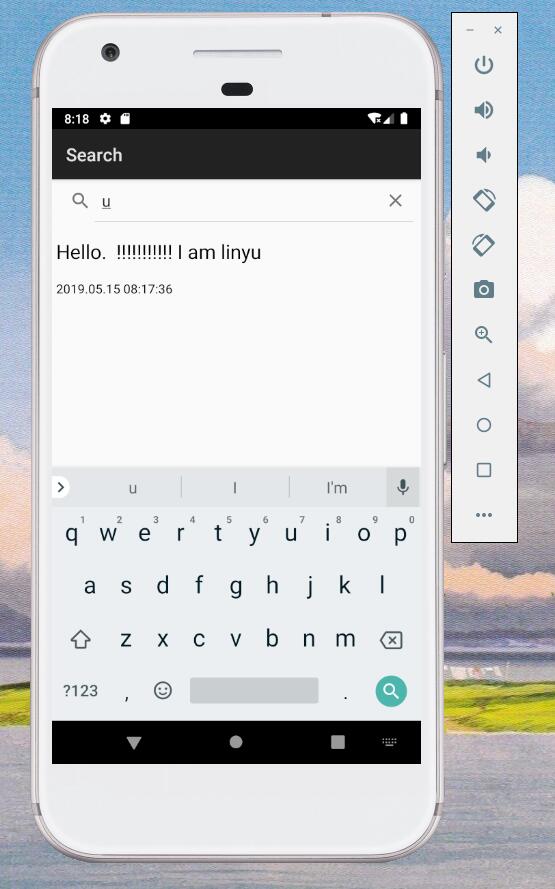 8:18
Search
u
Hello.  !!!!!!!!!!! I am linyu
2019.05.15 08:17:36
u I I'm
1 2 3 4 5 6 7 8 9 0
q w e r t y u i o p
a s d f g h j k l
z x c v b n m
?123 , .